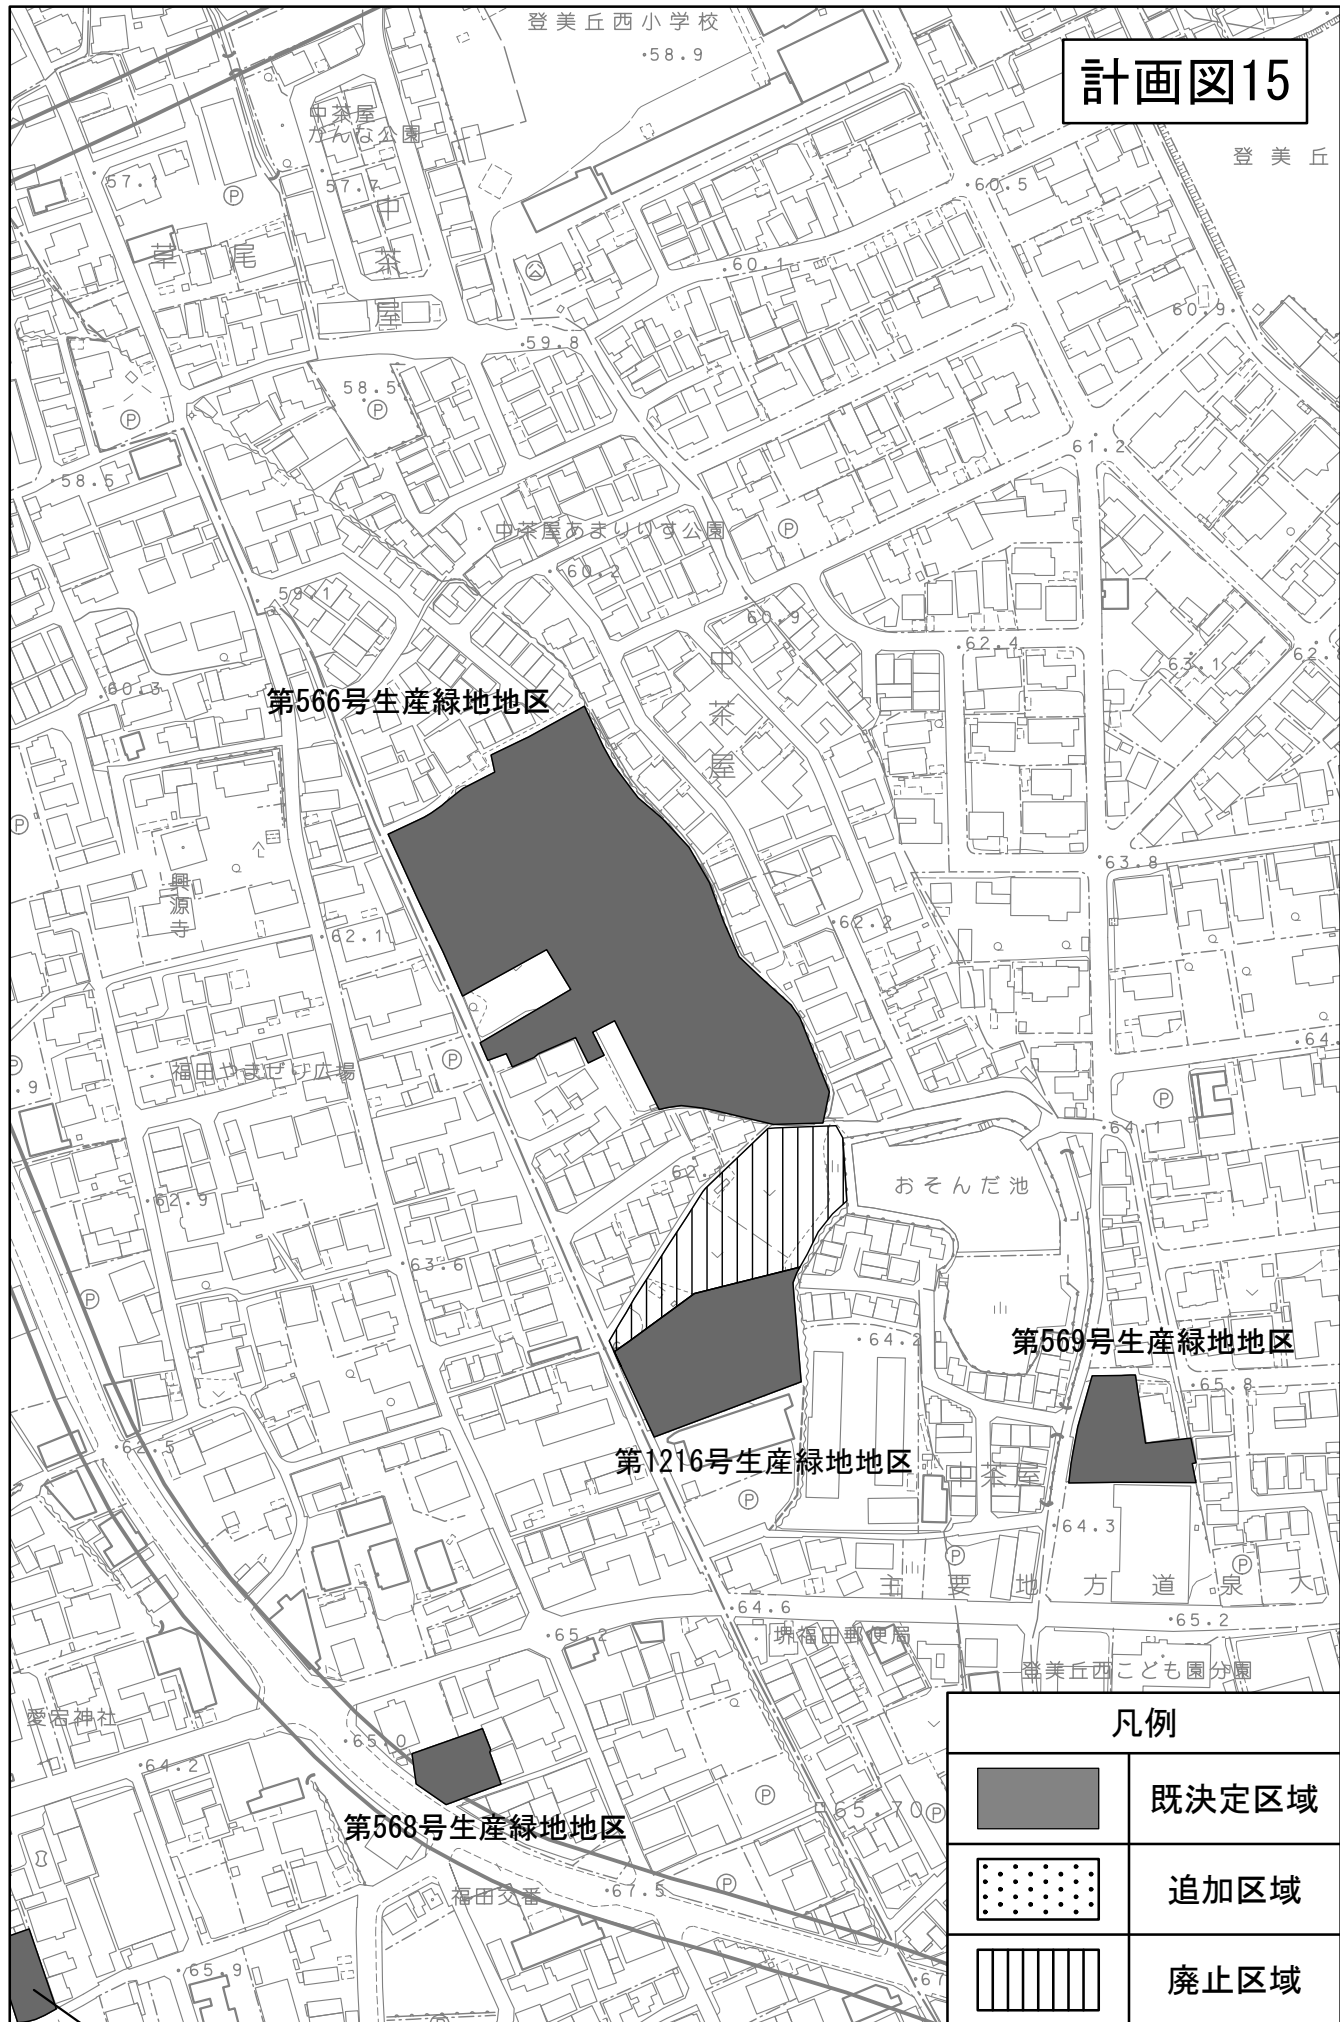 登美丘西小学校
・58.9
計画図15
登美丘
中茶屋
かんな公園
・57.1
Ⓟ
・57.7
・60.5
中茶屋
草尾
・60.1
・60.9
・59.8
58.5
Ⓟ
Ⓟ
61.2
・58.5
中茶屋あまりりす公園
Ⓟ
・60.2
・59.1
60.9
・62.4
中茶屋
63.1
・60.3
第566号生産緑地地区
Ⓟ
・63.8
興源寺
・62.1
・62.2
福田やまぜり広場
Ⓟ
Ⓟ
・64.1
おそんだ池
・62.9
・63.6
Ⓟ
・64.2
第569号生産緑地地区
・65.8
・62.5
第1216号生産緑地地区
中茶屋
Ⓟ
・64.3
Ⓟ
Ⓟ
主要地方道泉大
・64.6
・65.2
・65.2
堺福田郵便局
登美丘西こども園分園
愛宕神社
・65.0
・64.2
凡例
既決定区域
Ⓟ
65.70
Ⓟ
第568号生産緑地地区
Ⓟ
福田交番
・67.5
追加区域
・65.9
廃止区域